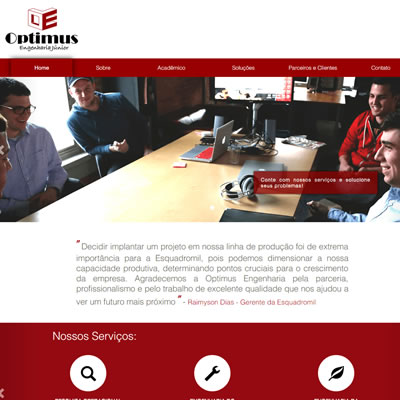 Optimus
Engenharia Júnior
Home Sobre Acadêmico Soluções Parceiros e Clientes Contato
Conte com nossos serviços e solucione
seus problemas!
"Decidir implantar um projeto em nossa linha de produção foi de extrema
importância para a Esquadromil, pois podemos dimensionar a nossa
capacidade produtiva, determinando pontos cruciais para o crescimento
da empresa. Agradecemos a Optimus Engenharia pela parceria,
profissionalismo e pelo trabalho de excelente qualidade que nos ajudou a
ver um futuro mais próximo " - Raimyson Dias - Gerente da Esquadromil
Nossos Serviços: